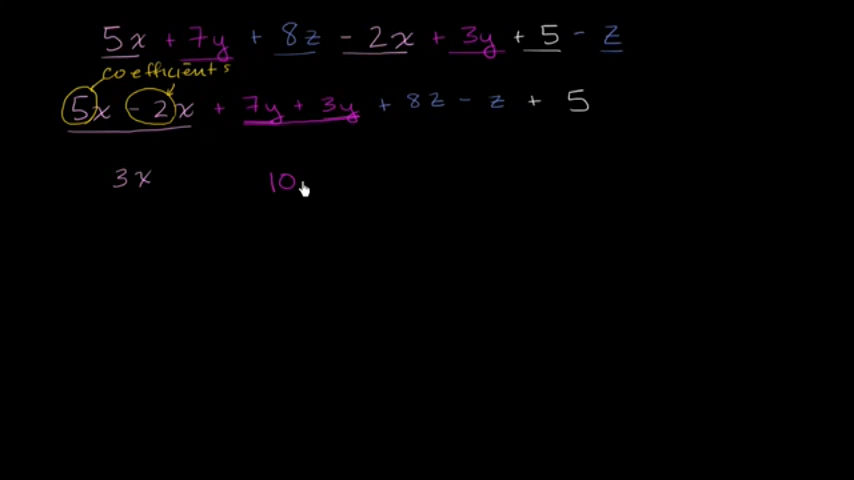 5x + 7y + 8z - 2x + 3y + 5 - z
coefficients
5x - 2x + 7y + 3y + 8z - z + 5
3x 10